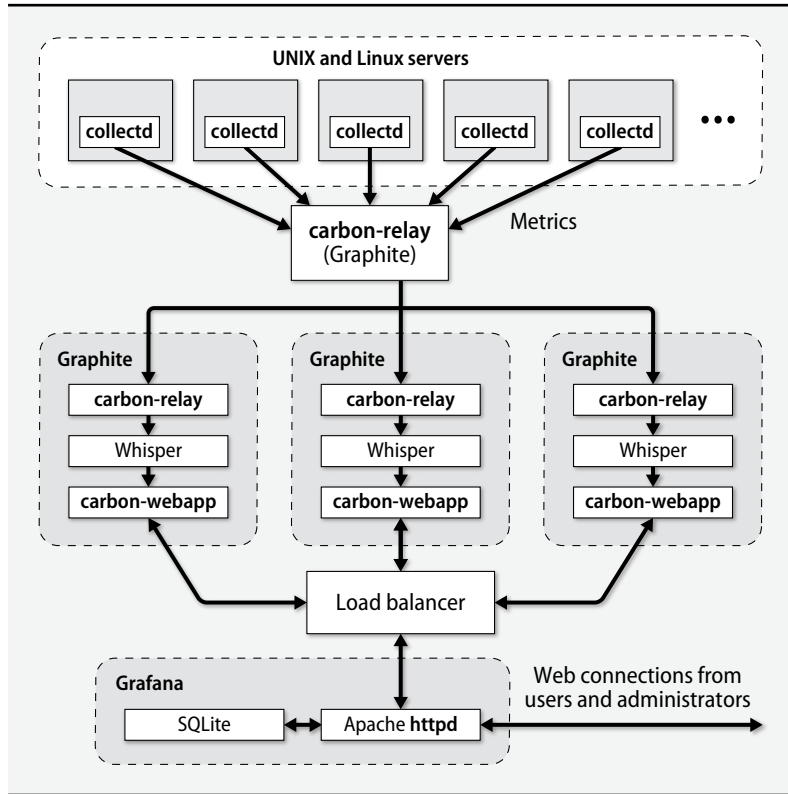 UNIX and Linux servers
collectd
collectd
collectd
collectd
collectd
•••
carbon-relay
(Graphite)
Metrics
Graphite
carbon-relay
Whisper
carbon-webapp
Graphite
carbon-relay
Whisper
carbon-webapp
Graphite
carbon-relay
Whisper
carbon-webapp
Load balancer
Grafana
SQLite
Apache httpd
Web connections from
users and administrators